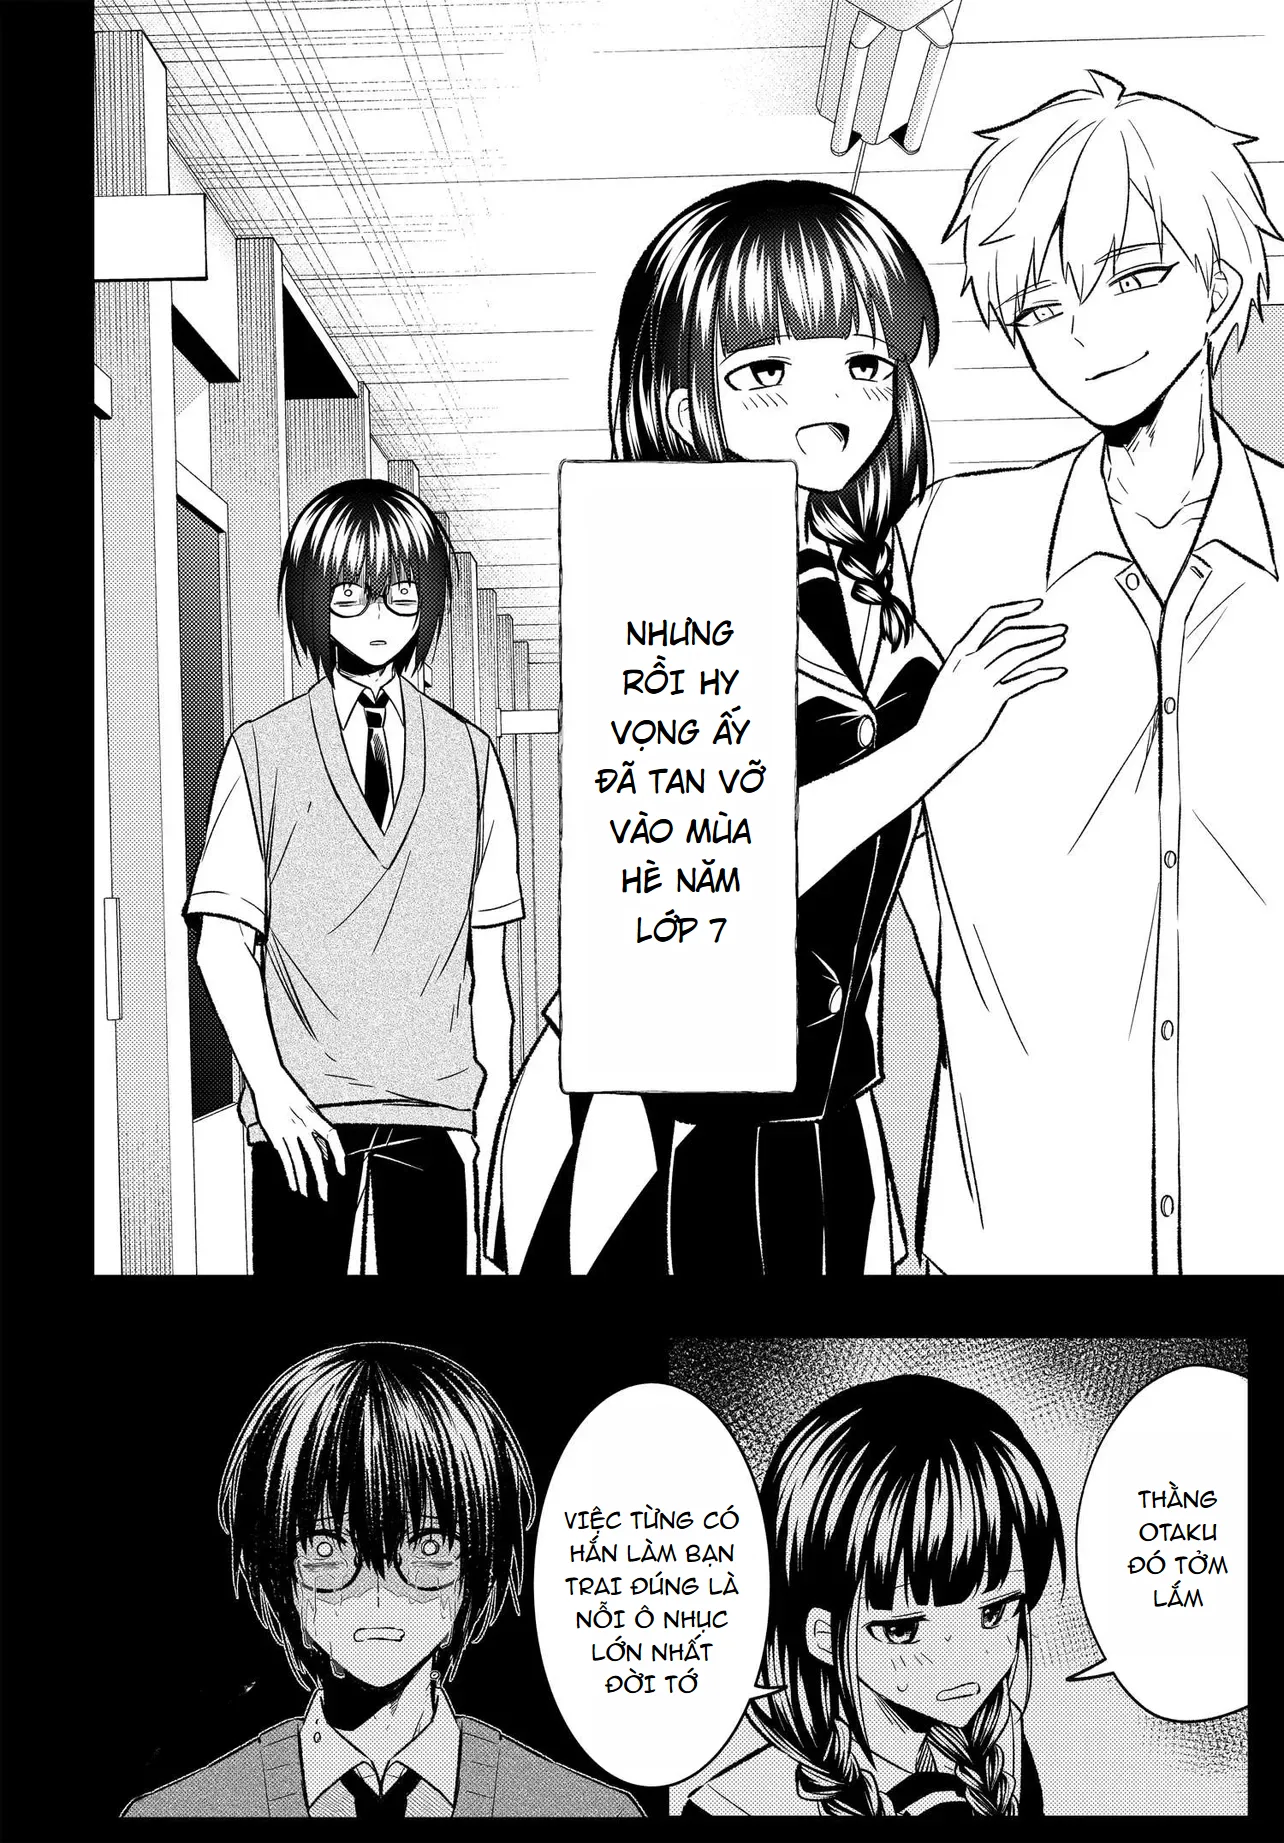 NHƯNG
RỒI HY
VỌNG ẤY
ĐÃ TAN VỠ
VÀO MÙA
HÈ NĂM
LỚP 7
THẰNG
OTAKU
ĐÓ TỞM
LẮM
VIỆC TỪNG CÓ
HẮN LÀM BẠN
TRAI ĐÚNG LÀ
NỖI Ô NHỤC
LỚN NHẤT
ĐỜI TỚ